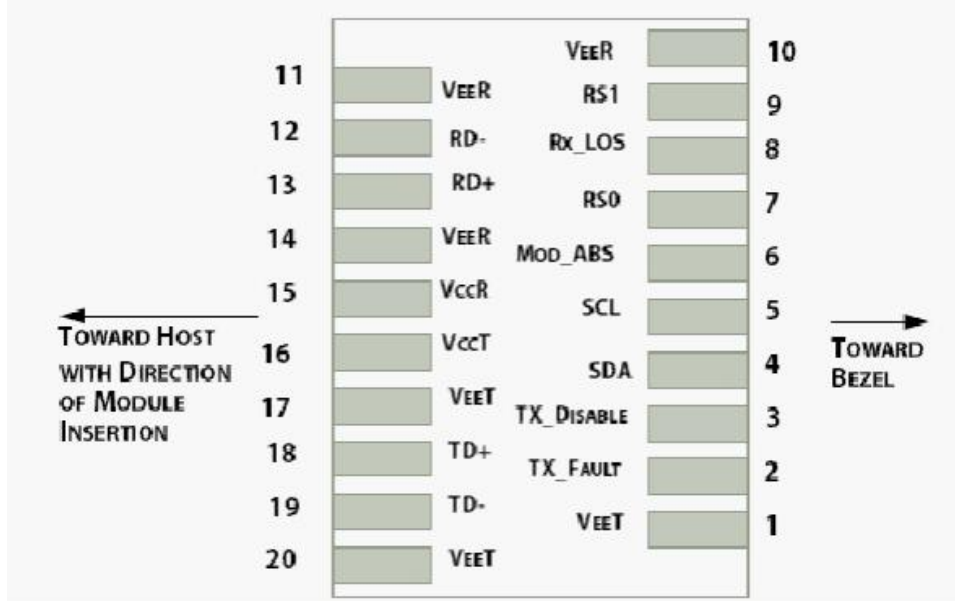 VEER 10
11 VEER
RS1 9
12 RD-
Rx_LOS 8
13 RD+
RS0 7
14 VEER
MOD_ABS 6
15 VccR
SCL 5
TOWARD HOST
WITH DIRECTION
OF MODULE
INSERTION
16 VccT
SDA 4
TOWARD
BEZEL
17 VEET
TX_DISABLE 3
18 TD+
TX_FAULT 2
19 TD-
VEET 1
20 VEET